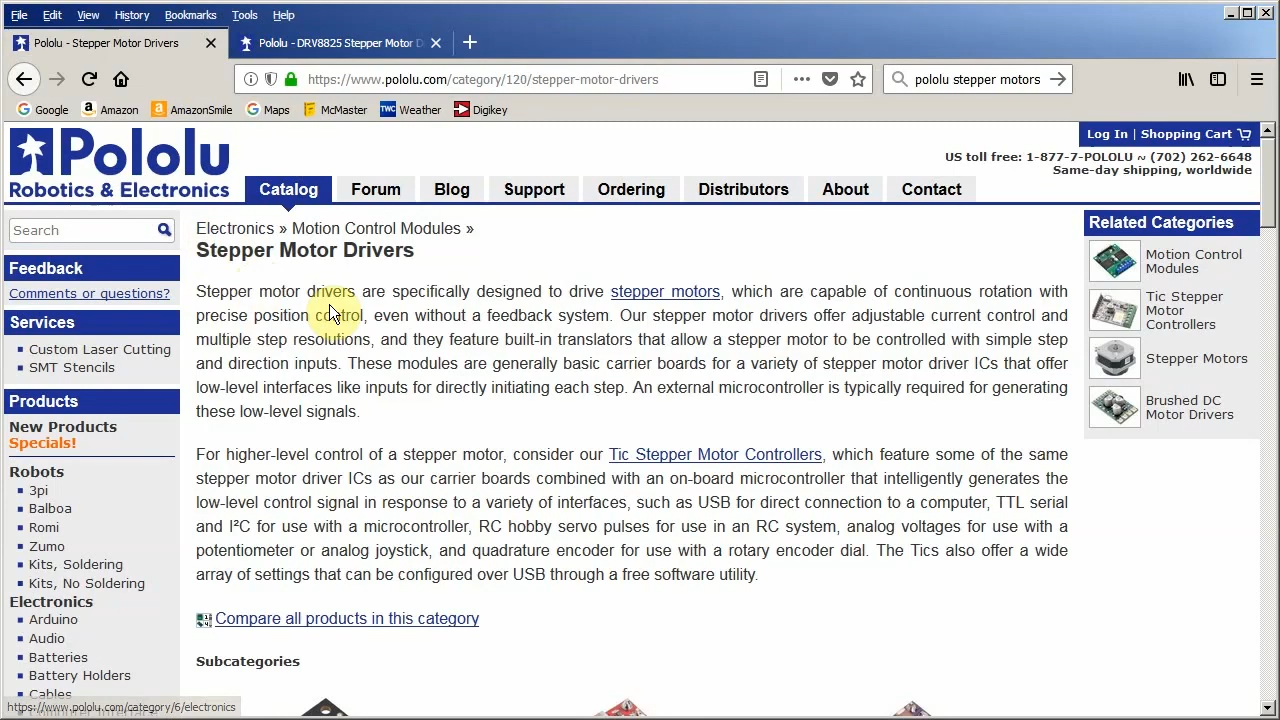 File Edit View History Bookmarks Tools Help
Pololu - Stepper Motor Drivers
Pololu - DRV8825 Stepper Motor D
https://www.pololu.com/category/120/stepper-motor-drivers
pololu stepper motors
Google Amazon AmazonSmile Maps McMaster TWC Weather Digikey
Log In | Shopping Cart
Pololu
Robotics & Electronics
US toll free: 1-877-7-POLOLU ~ (702) 262-6648
Same-day shipping, worldwide
Catalog Forum Blog Support Ordering Distributors About Contact
Search
Feedback
Comments or questions?
Services
Custom Laser Cutting
SMT Stencils
Products
New Products
Specials!
Robots
3pi
Balboa
Romi
Zumo
Kits, Soldering
Kits, No Soldering
Electronics
Arduino
Audio
Batteries
Battery Holders
Cables
https://www.pololu.com/category/6/electronics
Electronics » Motion Control Modules »
Stepper Motor Drivers
Stepper motor drivers are specifically designed to drive stepper motors, which are capable of continuous rotation with
precise position control, even without a feedback system. Our stepper motor drivers offer adjustable current control and
multiple step resolutions, and they feature built-in translators that allow a stepper motor to be controlled with simple step
and direction inputs. These modules are generally basic carrier boards for a variety of stepper motor driver ICs that offer
low-level interfaces like inputs for directly initiating each step. An external microcontroller is typically required for generating
these low-level signals.
For higher-level control of a stepper motor, consider our Tic Stepper Motor Controllers, which feature some of the same
stepper motor driver ICs as our carrier boards combined with an on-board microcontroller that intelligently generates the
low-level control signal in response to a variety of interfaces, such as USB for direct connection to a computer, TTL serial
and I²C for use with a microcontroller, RC hobby servo pulses for use in an RC system, analog voltages for use with a
potentiometer or analog joystick, and quadrature encoder for use with a rotary encoder dial. The Tics also offer a wide
array of settings that can be configured over USB through a free software utility.
Compare all products in this category
Subcategories
Related Categories
Motion Control
Modules
Tic Stepper
Motor
Controllers
Stepper Motors
Brushed DC
Motor Drivers